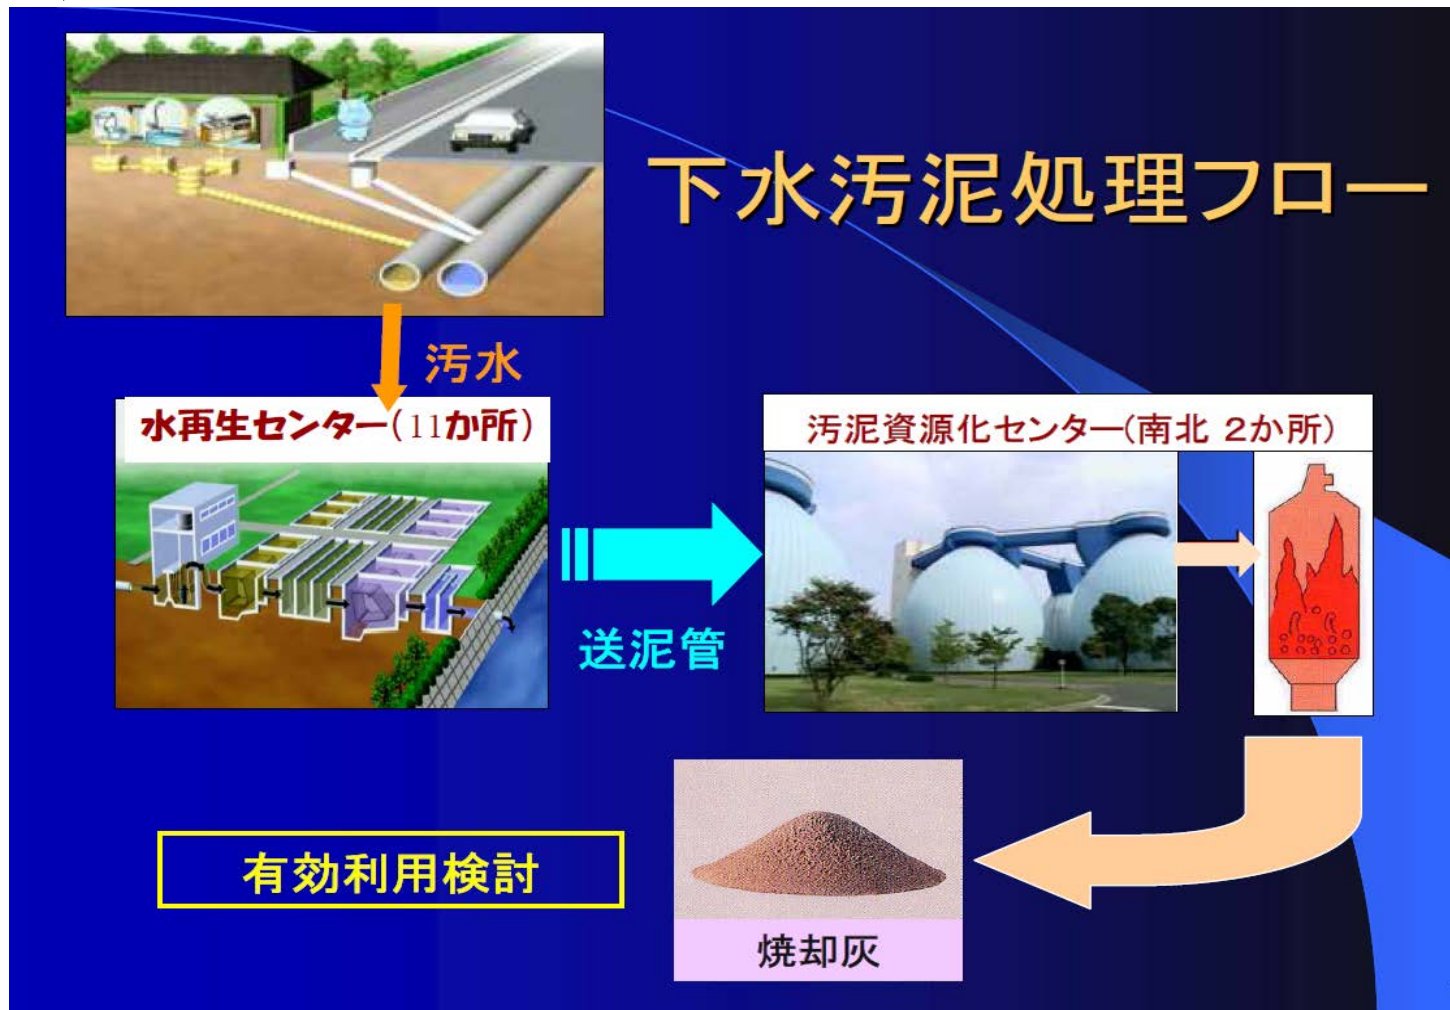 下水汚泥処理フロー
汚水
水再生センター(11か所)
汚泥資源化センター(南北 2か所)
送泥管
有効利用検討
焼却灰